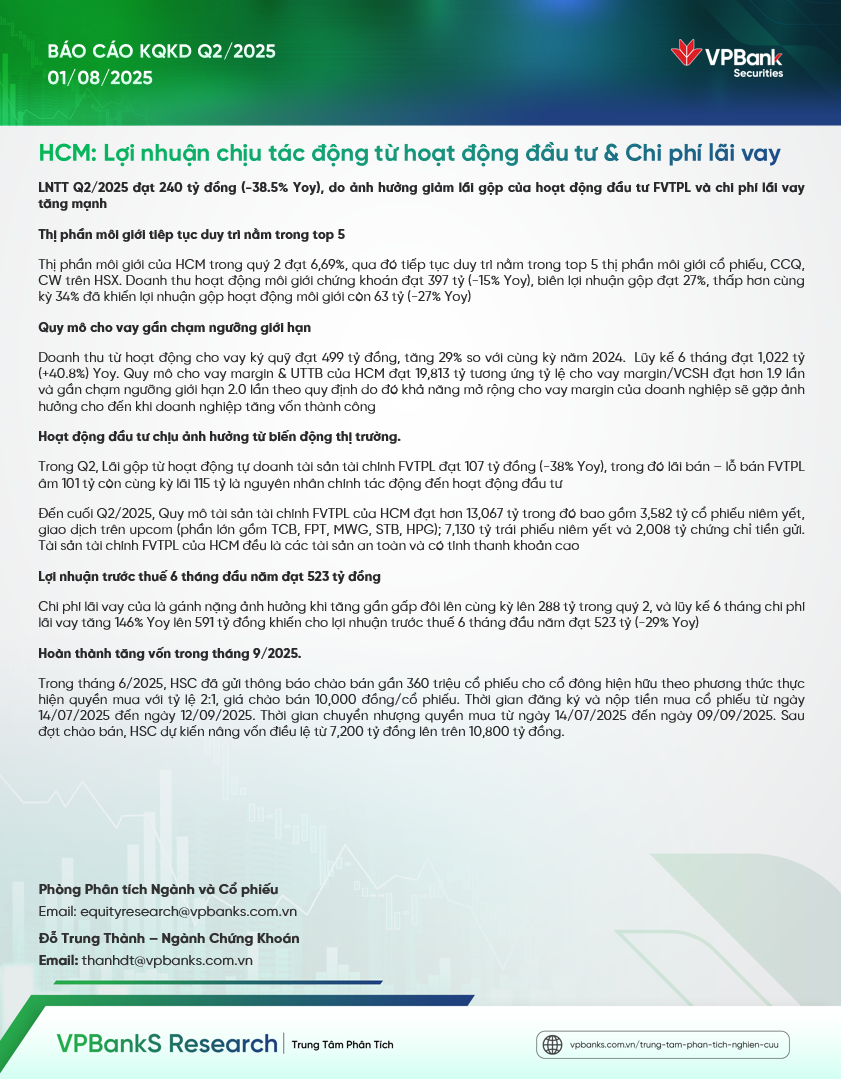 BÁO CÁO KQKD Q2/2025
01/08/2025
VPBank
Securities
HCM: Lợi nhuận chịu tác động từ hoạt động đầu tư & Chi phí lãi vay
LNTT Q2/2025 đạt 240 tỷ đồng (-38.5% Yoy), do ảnh hưởng giảm lãi gộp của hoạt động đầu tư FVTPL và chi phí lãi vay
tăng mạnh
Thị phần môi giới tiếp tục duy trì nằm trong top 5
Thị phần môi giới của HCM trong quý 2 đạt 6,69%, qua đó tiếp tục duy trì nằm trong top 5 thị phần môi giới cổ phiếu, CCQ,
CW trên HSX. Doanh thu hoạt động môi giới chứng khoán đạt 397 tỷ (-15% Yoy), biên lợi nhuận gộp đạt 27%, thấp hơn cùng
kỳ 34% đã khiến lợi nhuận gộp hoạt động môi giới còn 63 tỷ (-27% Yoy)
Quy mô cho vay gần chạm ngưỡng giới hạn
Doanh thu từ hoạt động cho vay ký quỹ đạt 499 tỷ đồng, tăng 29% so với cùng kỳ năm 2024. Lũy kế 6 tháng đạt 1,022 tỷ
(+40.8%) Yoy. Quy mô cho vay margin & UTTB của HCM đạt 19,813 tỷ tương ứng tỷ lệ cho vay margin/VCSH đạt hơn 1.9 lần
và gần chạm ngưỡng giới hạn 2.0 lần theo quy định do đó khả năng mở rộng cho vay margin của doanh nghiệp sẽ gặp ảnh
hưởng cho đến khi doanh nghiệp tăng vốn thành công
Hoạt động đầu tư chịu ảnh hưởng từ biến động thị trường.
Trong Q2, Lãi gộp từ hoạt động tự doanh tài sản tài chính FVTPL đạt 107 tỷ đồng (-38% Yoy), trong đó lãi bán – lỗ bán FVTPL
âm 101 tỷ còn cùng kỳ lãi 115 tỷ là nguyên nhân chính tác động đến hoạt động đầu tư
Đến cuối Q2/2025, Quy mô tài sản tài chính FVTPL của HCM đạt hơn 13,067 tỷ trong đó bao gồm 3,582 tỷ cổ phiếu niêm yết,
giao dịch trên upcom (phần lớn gồm TCB, FPT, MWG, STB, HPG); 7,130 tỷ trái phiếu niêm yết và 2,008 tỷ chứng chỉ tiền gửi.
Tài sản tài chính FVTPL của HCM đều là các tài sản an toàn và có tính thanh khoản cao
Lợi nhuận trước thuế 6 tháng đầu năm đạt 523 tỷ đồng
Chi phí lãi vay của là gánh nặng ảnh hưởng khi tăng gần gấp đôi lên cùng kỳ lên 288 tỷ trong quý 2, và lũy kế 6 tháng chi phí
lãi vay tăng 146% Yoy lên 591 tỷ đồng khiến cho lợi nhuận trước thuế 6 tháng đầu năm đạt 523 tỷ (-29% Yoy)
Hoàn thành tăng vốn trong tháng 9/2025.
Trong tháng 6/2025, HSC đã gửi thông báo chào bán gần 360 triệu cổ phiếu cho cổ đông hiện hữu theo phương thức thực
hiện quyền mua với tỷ lệ 2:1, giá chào bán 10,000 đồng/cổ phiếu. Thời gian đăng ký và nộp tiền mua cổ phiếu từ ngày
14/07/2025 đến ngày 12/09/2025. Thời gian chuyển nhượng quyền mua từ ngày 14/07/2025 đến ngày 09/09/2025. Sau
đợt chào bán, HSC dự kiến nâng vốn điều lệ từ 7,200 tỷ đồng lên trên 10,800 tỷ đồng.
Phòng Phân tích Ngành và Cổ phiếu
Email: equityresearch@vpbanks.com.vn
Đỗ Trung Thành – Ngành Chứng Khoán
Email: thanhdt@vpbanks.com.vn
VPBankS Research
Trung Tâm Phân Tích
vpbanks.com.vn/trung-tam-phan-tich-nghien-cuu